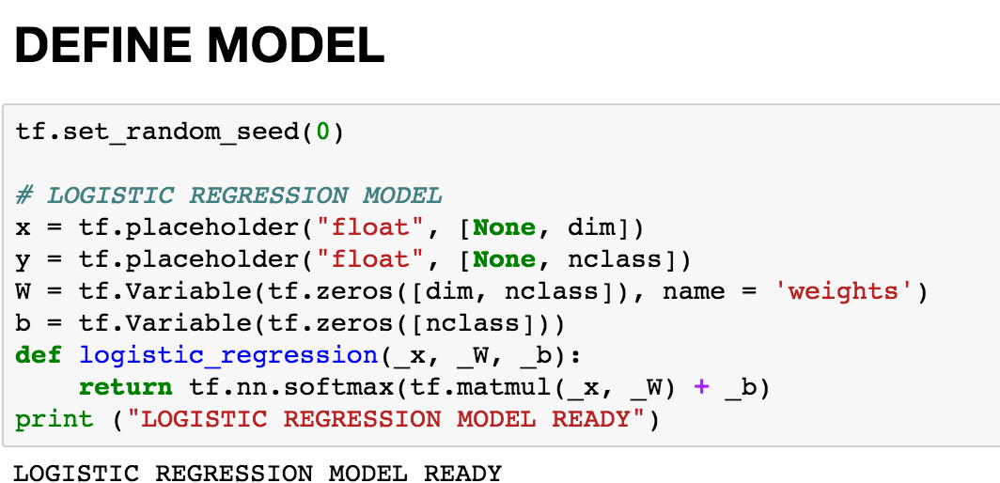 DEFINE MODEL
tf.set_random_seed(0)
# LOGISTIC REGRESSION MODEL
x = tf.placeholder("float", [None, dim])
y = tf.placeholder("float", [None, nclass])
W = tf.Variable(tf.zeros([dim, nclass]), name = 'weights')
b = tf.Variable(tf.zeros([nclass]))
def logistic_regression(_x, _W, _b):
    return tf.nn.softmax(tf.matmul(_x, _W) + _b)
print ("LOGISTIC REGRESSION MODEL READY")
LOGISTIC REGRESSION MODEL READY